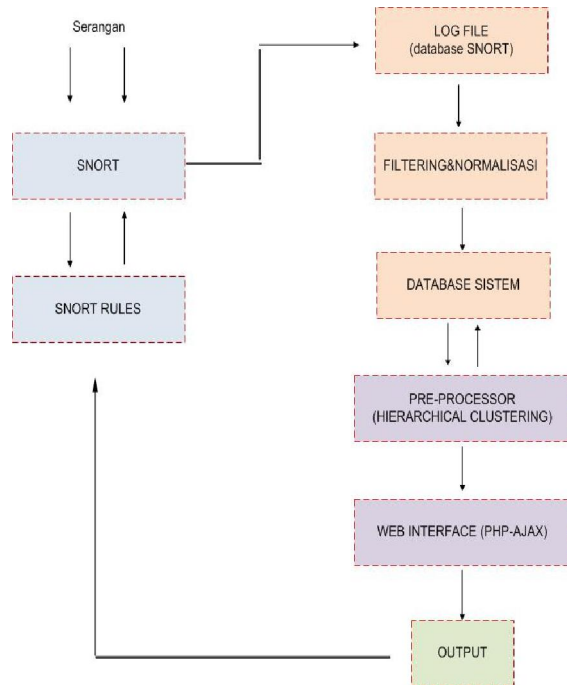 Serangan
SNORT
SNORT RULES
LOG FILE
(database SNORT)
FILTERING&NORMALISASI
DATABASE SISTEM
PRE-PROCESSOR
(HIERARCHICAL CLUSTERING)
WEB INTERFACE (PHP-AJAX)
OUTPUT